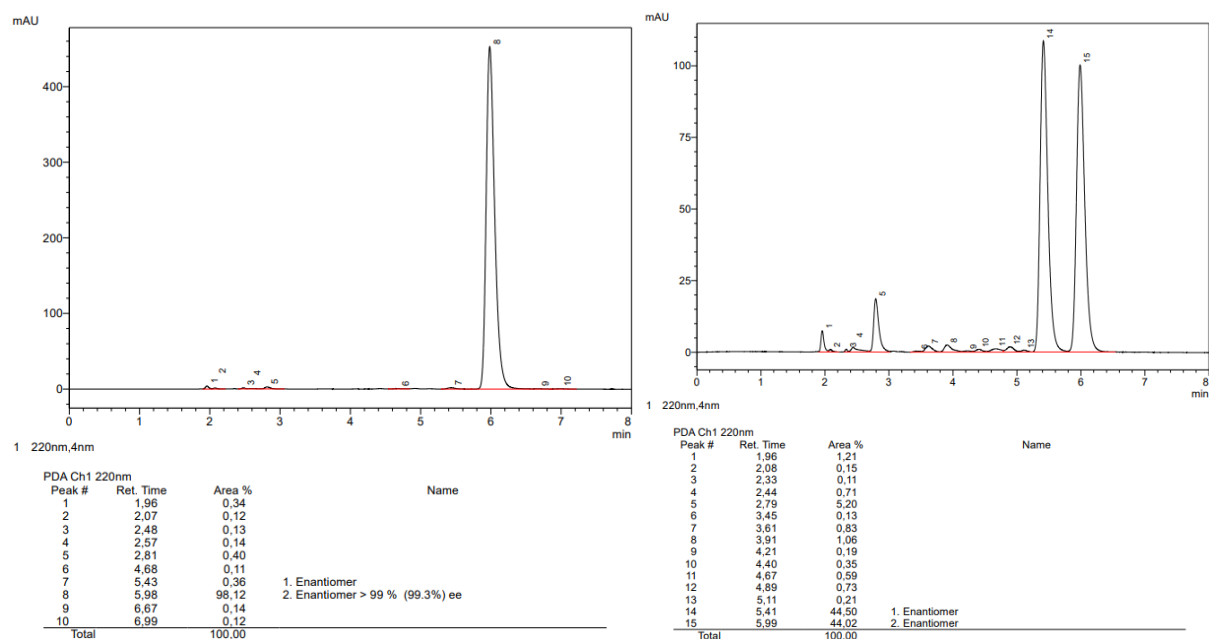 mAU
400
300
200
100
0
0 1 2 3 4 5 6 7 8
min
1 2 3 4 5 6 7 8 9 10
1 220nm,4nm
PDA Ch1 220nm
Peak # Ret. Time Area % Name
1 1,96 0,34
2 2,07 0,12
3 2,48 0,13
4 2,57 0,14
5 2,81 0,40
6 4,68 0,11
7 5,43 0,36 1. Enantiomer
8 5,98 98,12 2. Enantiomer > 99 % (99.3%) ee
9 6,67 0,14
10 6,99 0,12
Total 100.00
mAU
100
75
50
25
0
0 1 2 3 4 5 6 7 8
min
1 2 3 4 5 6 7 8 9 10 11 12 13 14 15
1 220nm,4nm
PDA Ch1 220nm
Peak # Ret. Time Area % Name
1 1,96 1,21
2 2,08 0,15
3 2,33 0,11
4 2,44 0,71
5 2,79 5,20
6 3,45 0,13
7 3,61 0,83
8 3,91 1,06
9 4,21 0,19
10 4,40 0,35
11 4,67 0,59
12 4,89 0,73
13 5,11 0,21
14 5,41 44,50 1. Enantiomer
15 5,99 44,02 2. Enantiomer
Total 100.00